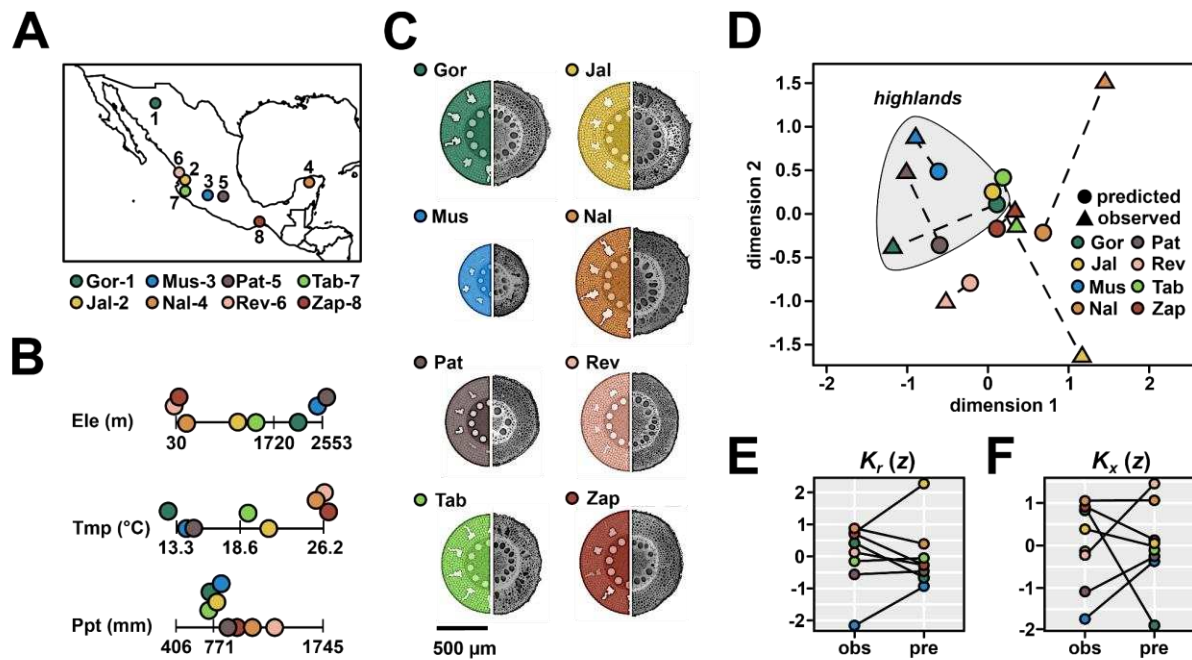 A
1
2
3
4
5
6
7
8
Gor-1 Mus-3 Pat-5 Tab-7
Jal-2 Nal-4 Rev-6 Zap-8
B
Ele (m)
30 1720 2553
Tmp (°C)
13.3 18.6 26.2
Ppt (mm)
406 771 1745
C
Gor Jal
Mus Nal
Pat Rev
Tab Zap
500 µm
D
highlands
predicted
observed
Gor Pat
Jal Rev
Mus Tab
Nal Zap
dimension 2
1.5
1.0
0.5
0.0
-0.5
-1.0
-1.5
-2 -1 0 1 2
dimension 1
E
Kr (z)
2
1
0
-1
-2
obs pre
F
Kx (z)
1
0
-1
-2
obs pre